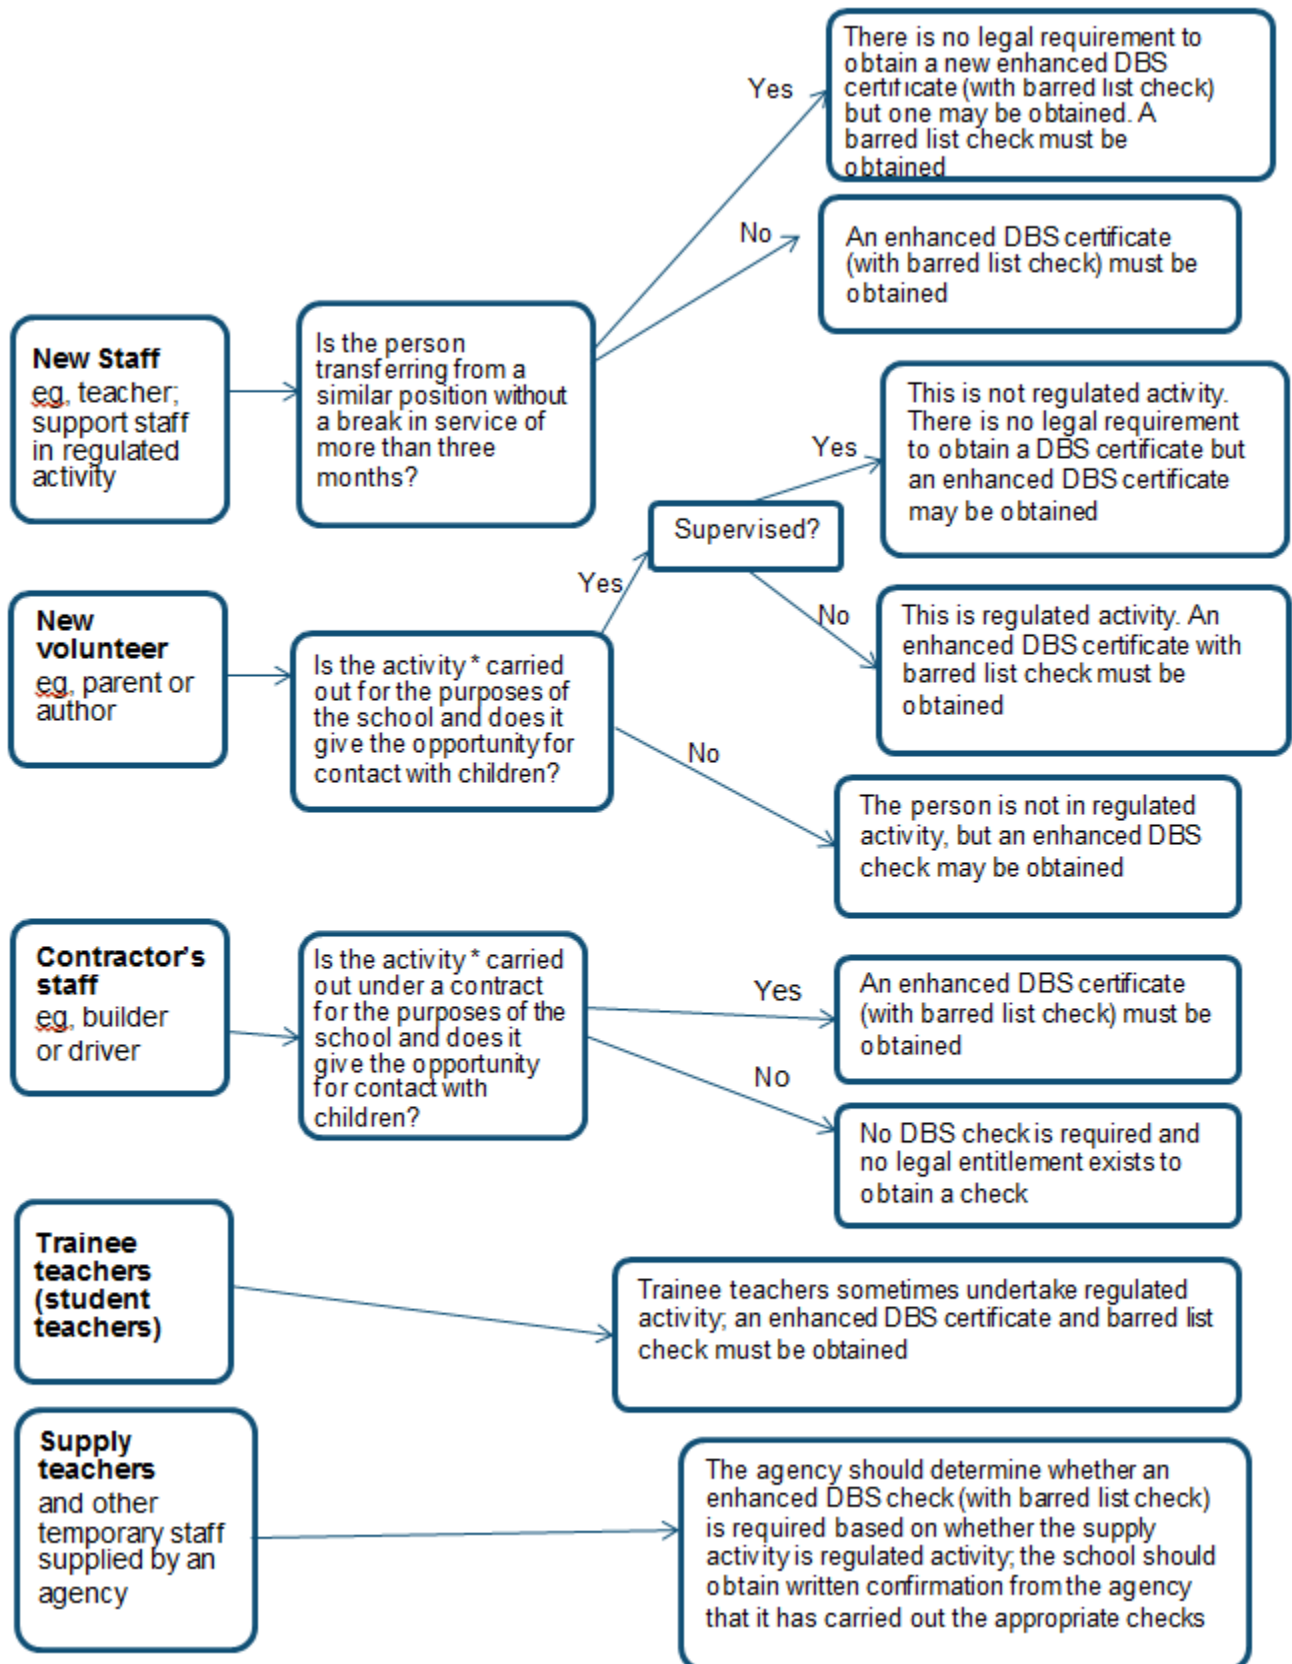 There is no legal requirement to
obtain a new enhanced DBS
certificate (with barred list check)
but one may be obtained. A
barred list check must be
obtained
Yes
No
An enhanced DBS certificate
(with barred list check) must be
obtained
New Staff
eg, teacher;
support staff
in regulated
activity
Is the person
transferring from a
similar position without
a break in service of
more than three
months?
This is not regulated activity.
There is no legal requirement
to obtain a DBS certificate but
an enhanced DBS certificate
may be obtained
Yes
Supervised?
Yes
No
This is regulated activity. An
enhanced DBS certificate with
barred list check must be
obtained
New
volunteer
eg, parent or
author
Is the activity * carried
out for the purposes of
the school and does it
give the opportunity for
contact with children?
No
The person is not in regulated
activity, but an enhanced DBS
check may be obtained
Contractor's
staff
eg, builder
or driver
Is the activity * carried
out under a contract
for the purposes of the
school and does it
give the opportunity
for contact with
children?
Yes
An enhanced DBS certificate
(with barred list check) must be
obtained
No
No DBS check is required and
no legal entitlement exists to
obtain a check
Trainee
teachers
(student
teachers)
Trainee teachers sometimes undertake regulated
activity; an enhanced DBS certificate and barred list
check must be obtained
Supply
teachers
and other
temporary staff
supplied by an
agency
The agency should determine whether an
enhanced DBS check (with barred list check)
is required based on whether the supply
activity is regulated activity; the school should
obtain written confirmation from the agency
that it has carried out the appropriate checks